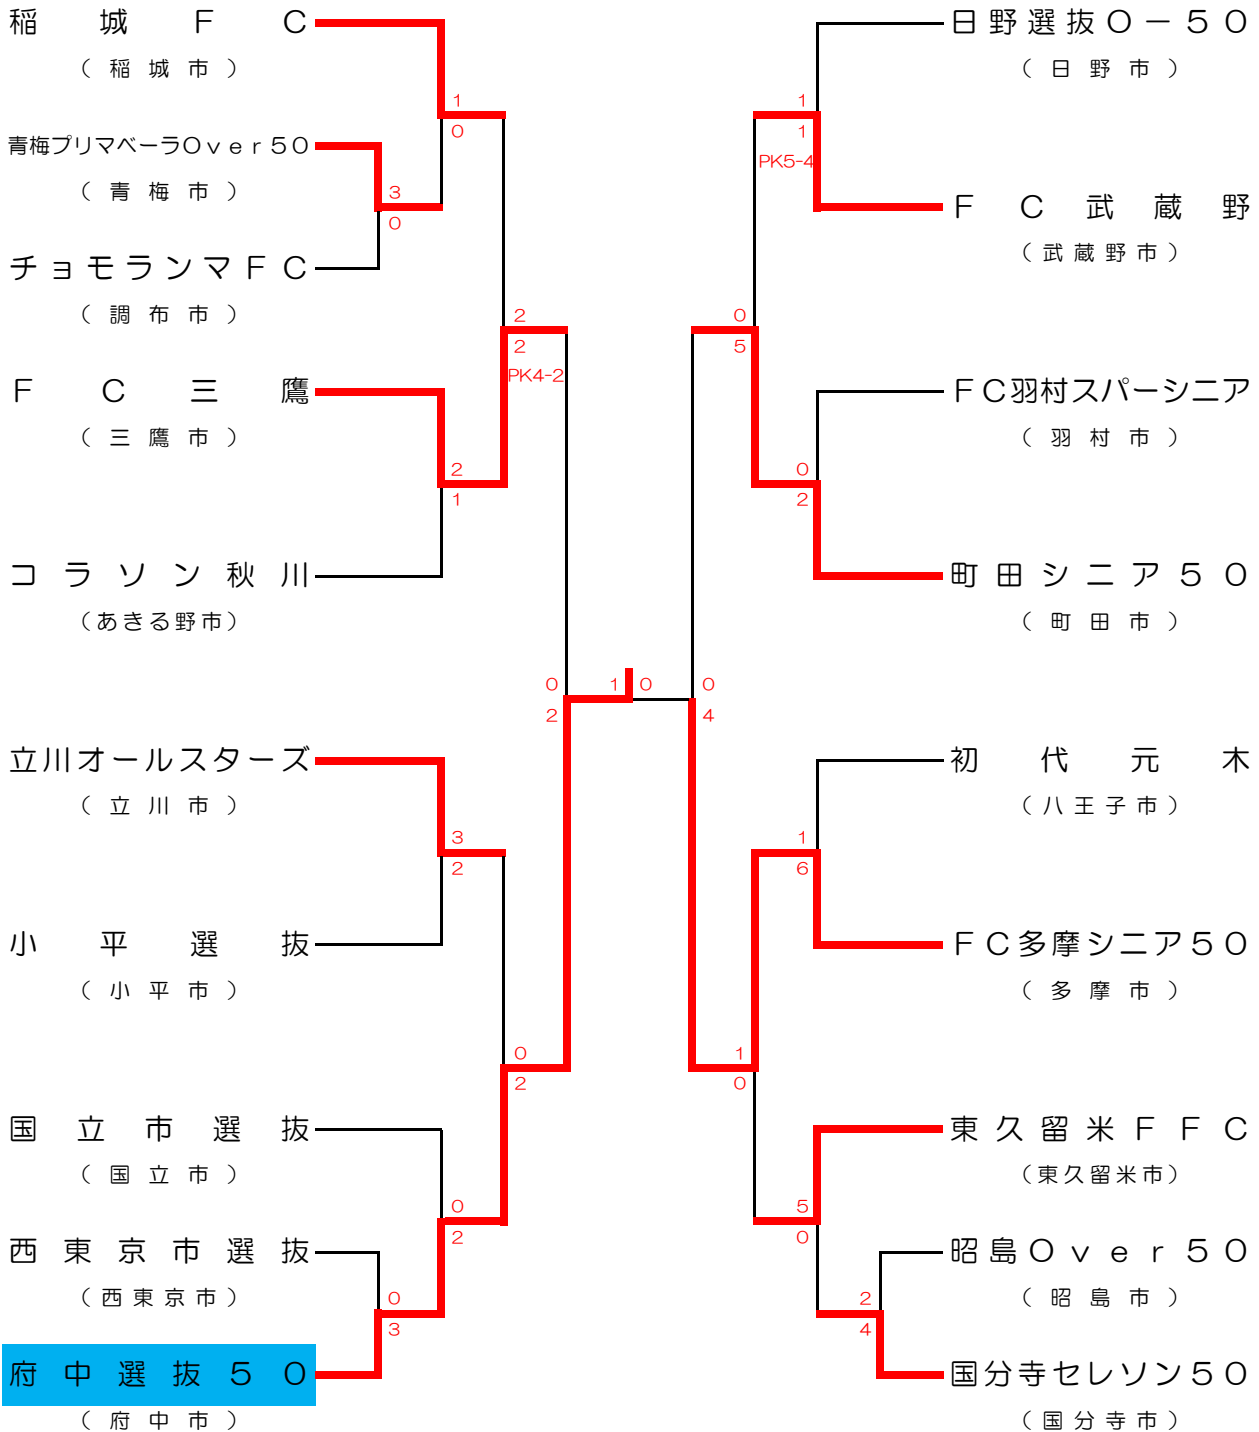 稲城FC
(稲城市)
1
0
青梅プリマベーラOver50
(青梅市)
3
0
チョモランマFC
(調布市)
2
2
PK4-2
FC三鷹
(三鷹市)
2
1
コラソン秋川
(あきる野市)
0
2
1
0
立川オールスターズ
(立川市)
3
2
小平選抜
(小平市)
0
2
国立市選抜
(国立市)
0
2
西東京市選抜
(西東京市)
0
3
府中選抜50
(府中市)
日野選抜O-50
(日野市)
1
1
PK5-4
FC武蔵野
(武蔵野市)
0
5
FC羽村スパーシニア
(羽村市)
0
2
町田シニア50
(町田市)
0
4
初代元木
(八王子市)
1
6
FC多摩シニア50
(多摩市)
1
0
東久留米FFC
(東久留米市)
5
0
昭島Over50
(昭島市)
2
4
国分寺セレソン50
(国分寺市)